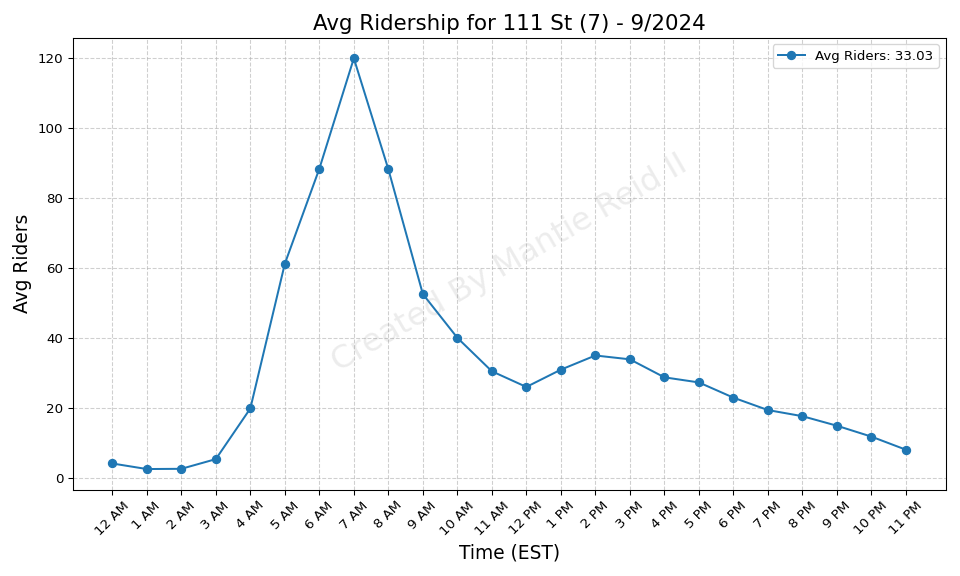 Avg Ridership for 111 St (7) - 9/2024
Avg Riders: 33.03
Avg Riders
120
100
80
60
40
20
0
Created By Mantle Reid II
12 AM
1 AM
2 AM
3 AM
4 AM
5 AM
6 AM
7 AM
8 AM
9 AM
10 AM
11 AM
12 PM
1 PM
2 PM
3 PM
4 PM
5 PM
6 PM
7 PM
8 PM
9 PM
10 PM
11 PM
Time (EST)